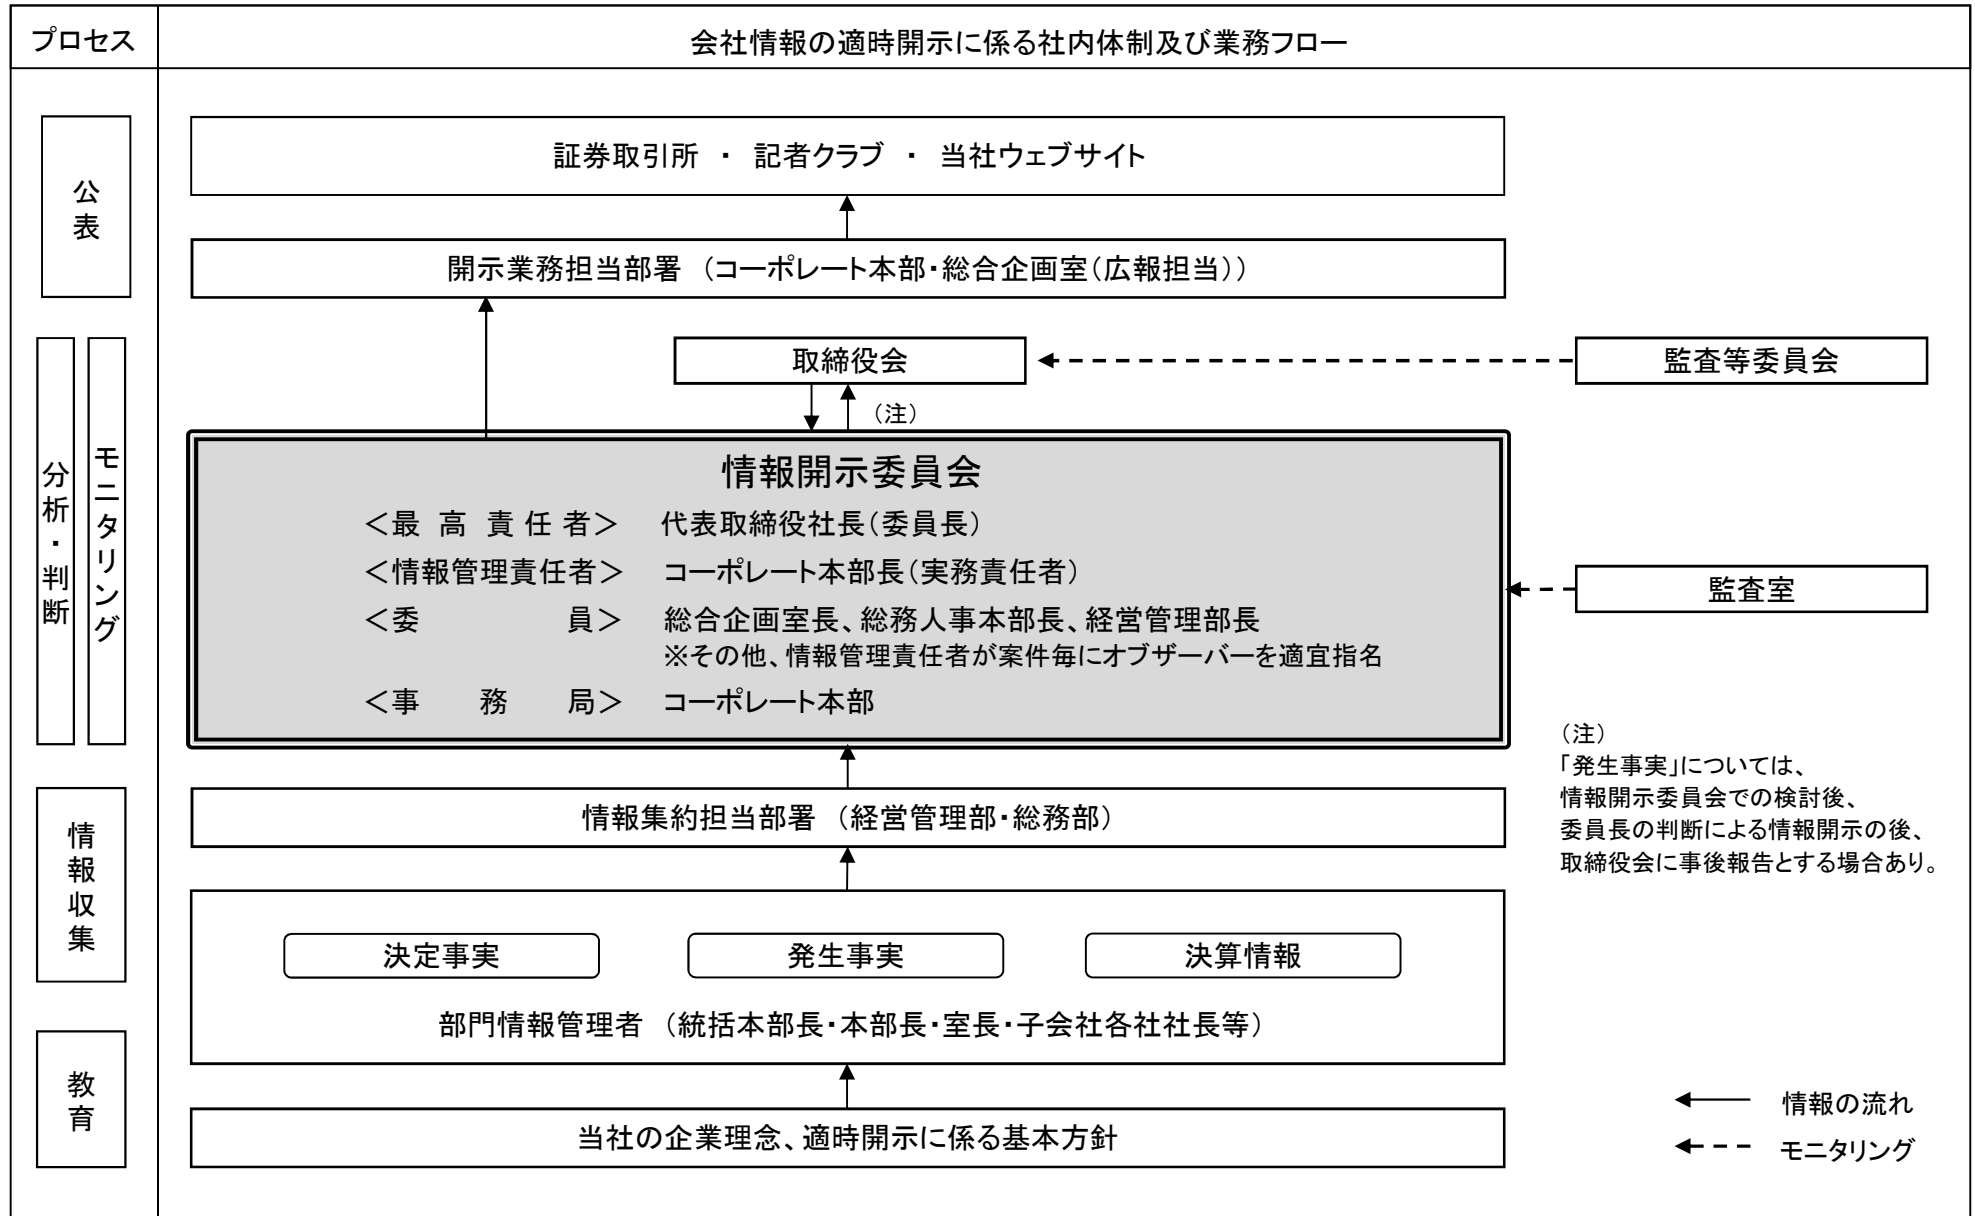 プロセス
会社情報の適時開示に係る社内体制及び業務フロー
公表
証券取引所 ・ 記者クラブ ・ 当社ウェブサイト
開示業務担当部署 （コーポレート本部・総合企画室（広報担当））
分析・判断
モニタリング
取締役会
監査等委員会
（注）
情報開示委員会
＜最 高 責 任 者＞ 代表取締役社長（委員長）
＜情報管理責任者＞ コーポレート本部長（実務責任者）
＜委 員＞ 総合企画室長、総務人事本部長、経営管理部長
※その他、情報管理責任者が案件毎にオブザーバーを適宜指名
＜事 務 局＞ コーポレート本部
監査室
（注）
「発生事実」については、
情報開示委員会での検討後、
委員長の判断による情報開示の後、
取締役会に事後報告とする場合あり。
情報収集
情報集約担当部署 （経営管理部・総務部）
決定事実
発生事実
決算情報
部門情報管理者 （統括本部長・本部長・室長・子会社各社社長等）
教育
当社の企業理念、適時開示に係る基本方針
情報の流れ
モニタリング